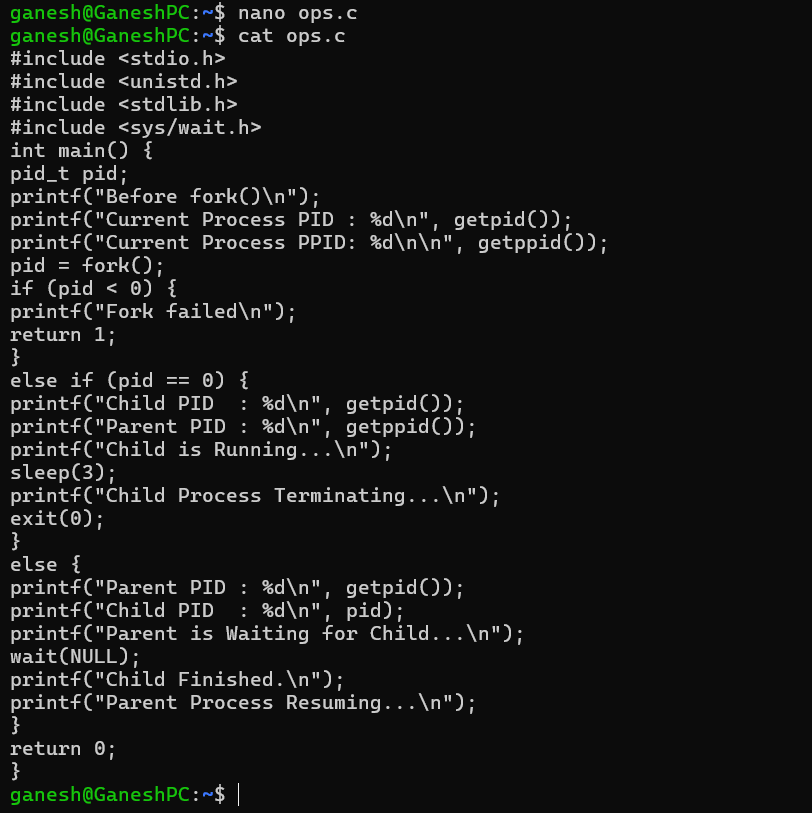 ganesh@GaneshPC:~$ nano ops.c
ganesh@GaneshPC:~$ cat ops.c
#include <stdio.h>
#include <unistd.h>
#include <stdlib.h>
#include <sys/wait.h>
int main() {
pid_t pid;
printf("Before fork()\n");
printf("Current Process PID : %d\n", getpid());
printf("Current Process PPID: %d\n\n", getppid());
pid = fork();
if (pid < 0) {
printf("Fork failed\n");
return 1;
}
else if (pid == 0) {
printf("Child PID  : %d\n", getpid());
printf("Parent PID : %d\n", getppid());
printf("Child is Running...\n");
sleep(3);
printf("Child Process Terminating...\n");
exit(0);
}
else {
printf("Parent PID : %d\n", getpid());
printf("Child PID  : %d\n", pid);
printf("Parent is Waiting for Child...\n");
wait(NULL);
printf("Child Finished.\n");
printf("Parent Process Resuming...\n");
}
return 0;
}
ganesh@GaneshPC:~$